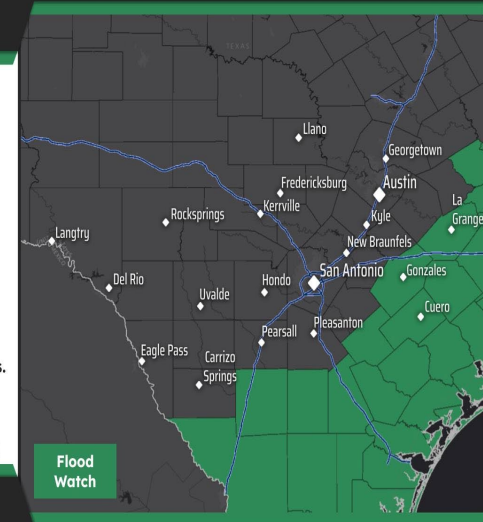 TEXAS
Llano
Georgetown
Austin
Fredericksburg
Kerrville
La
Grange
Kyle
Rocksprings
New Braunfels
Langtry
San Antonio
Gonzales
Del Rio
Hondo
Uvalde
Cuero
Pleasanton
Pearsall
Eagle Pass
Carrizo
Springs
s.
Flood
Watch